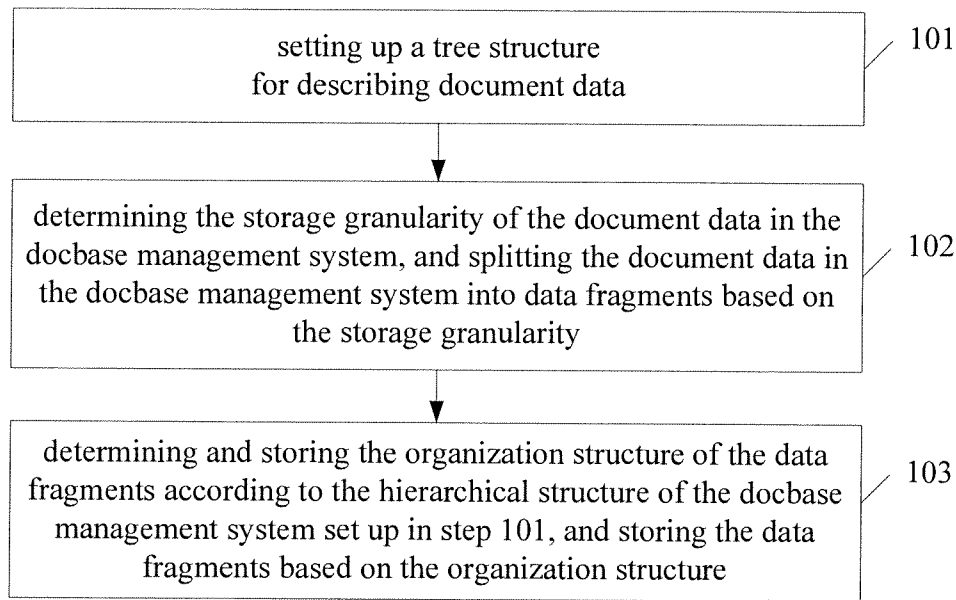 setting up a tree structure
for describing document data
101
determining the storage granularity of the document data in the
docbase management system, and splitting the document data in
the docbase management system into data fragments based on
the storage granularity
102
determining and storing the organization structure of the data
fragments according to the hierarchical structure of the docbase
management system set up in step 101, and storing the data
fragments based on the organization structure
103